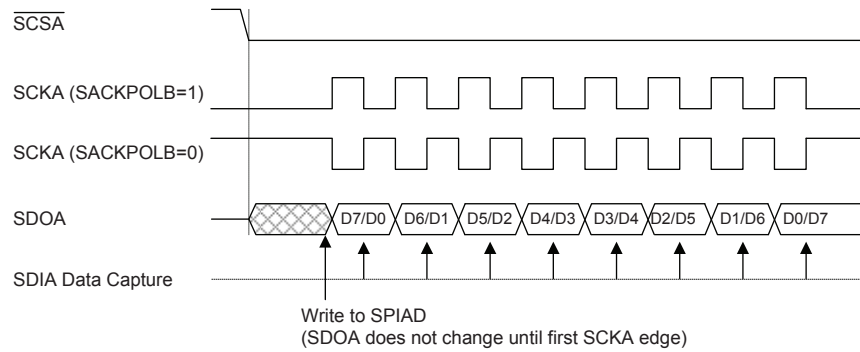 SCSA
SCKA (SACKPOLB=1)
SCKA (SACKPOLB=0)
SDOA
D7/D0 D6/D1 D5/D2 D4/D3 D3/D4 D2/D5 D1/D6 D0/D7
SDIA Data Capture
Write to SPIAD
(SDOA does not change until first SCKA edge)